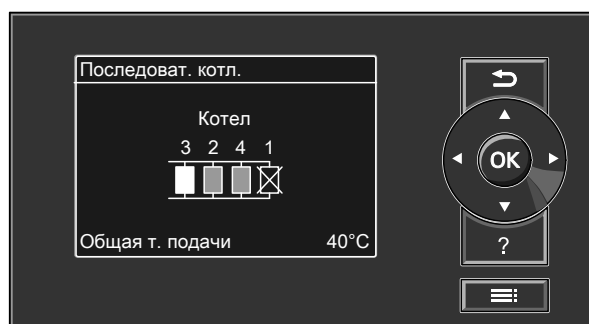 Последоват. котл.
Котел
3 2 4 1
Общая т. подачи 40°C
OK
?